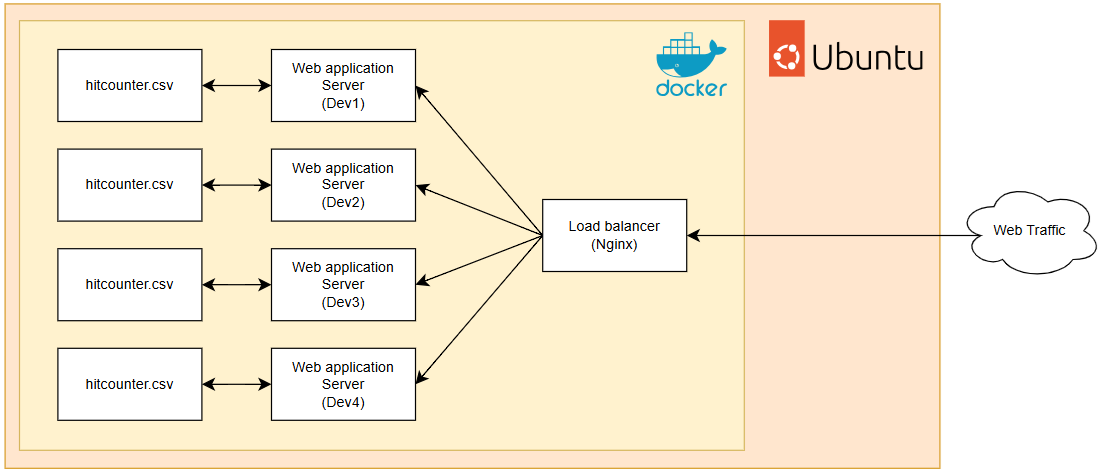 hitcounter.csv
Web application
Server
(Dev1)
docker
Ubuntu
hitcounter.csv
Web application
Server
(Dev2)
Load balancer
(Nginx)
Web Traffic
hitcounter.csv
Web application
Server
(Dev3)
hitcounter.csv
Web application
Server
(Dev4)